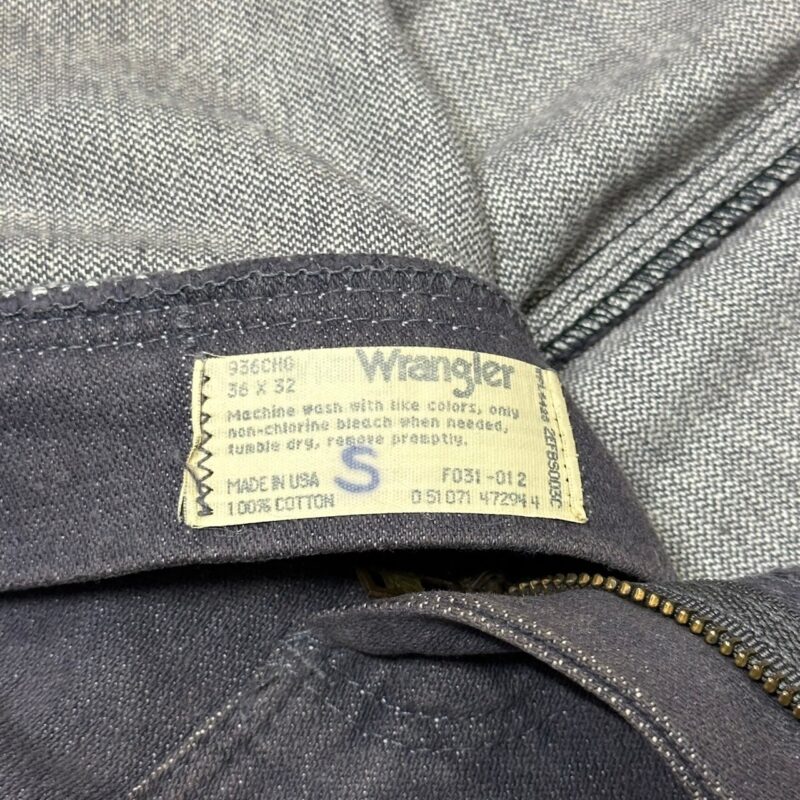 936CHG
36 X 32
Wrangler
Machine wash with like colors, only
non-chlorine bleach when needed,
tumble dry, remove promptly.
S
MADE IN USA
F031-012
100% COTTON
0 51071 47294 4